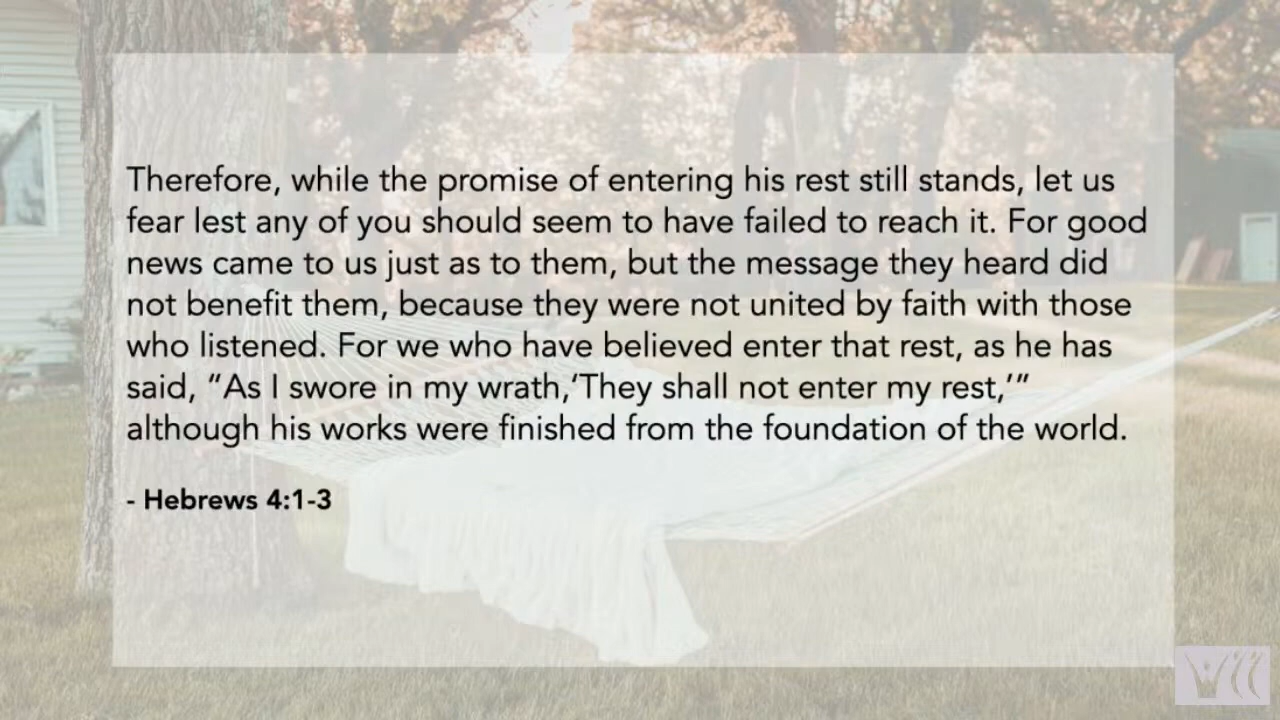 Therefore, while the promise of entering his rest still stands, let us
fear lest any of you should seem to have failed to reach it. For good
news came to us just as to them, but the message they heard did
not benefit them, because they were not united by faith with those
who listened. For we who have believed enter that rest, as he has
said, “As I swore in my wrath,‘They shall not enter my rest,’”
although his works were finished from the foundation of the world.
- Hebrews 4:1-3